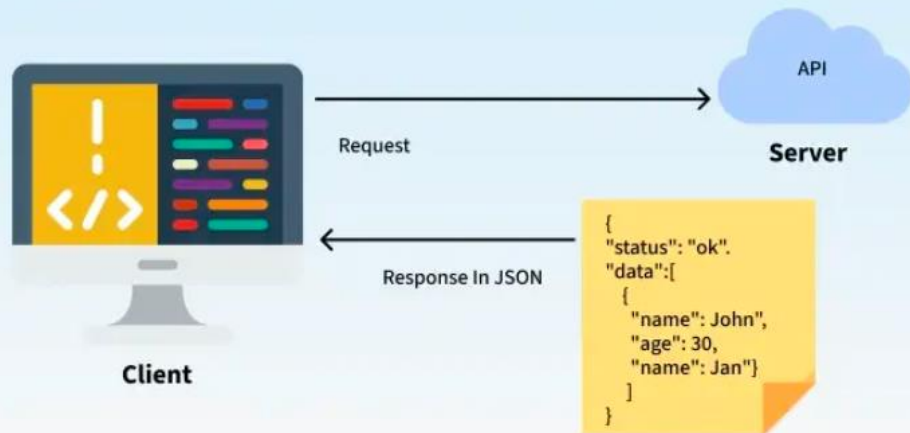 </>
API
Request
Server
Response In JSON
{
"status": "ok".
"data":[
{
"name": John",
"age": 30,
"name": Jan"}
]
}
Client